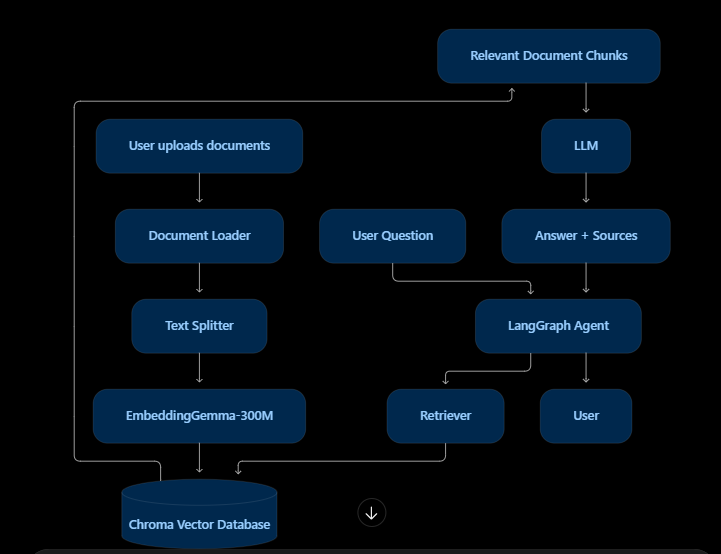 Relevant Document Chunks
User uploads documents
LLM
Document Loader
User Question
Answer + Sources
Text Splitter
LangGraph Agent
EmbeddingGemma-300M
Retriever
User
Chroma Vector Database